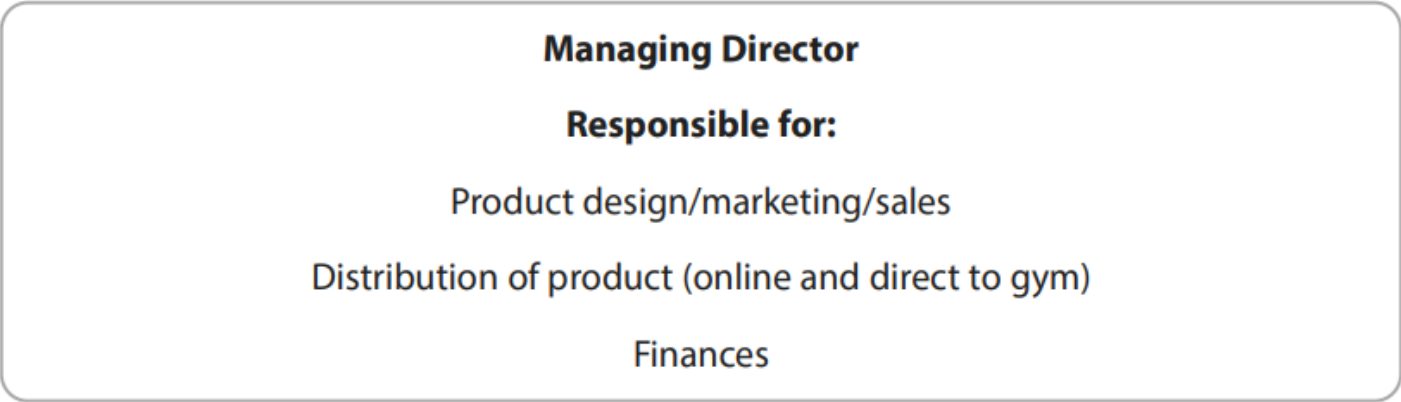 Managing Director
Responsible for:
Product design/marketing/sales
Distribution of product (online and direct to gym)
Finances